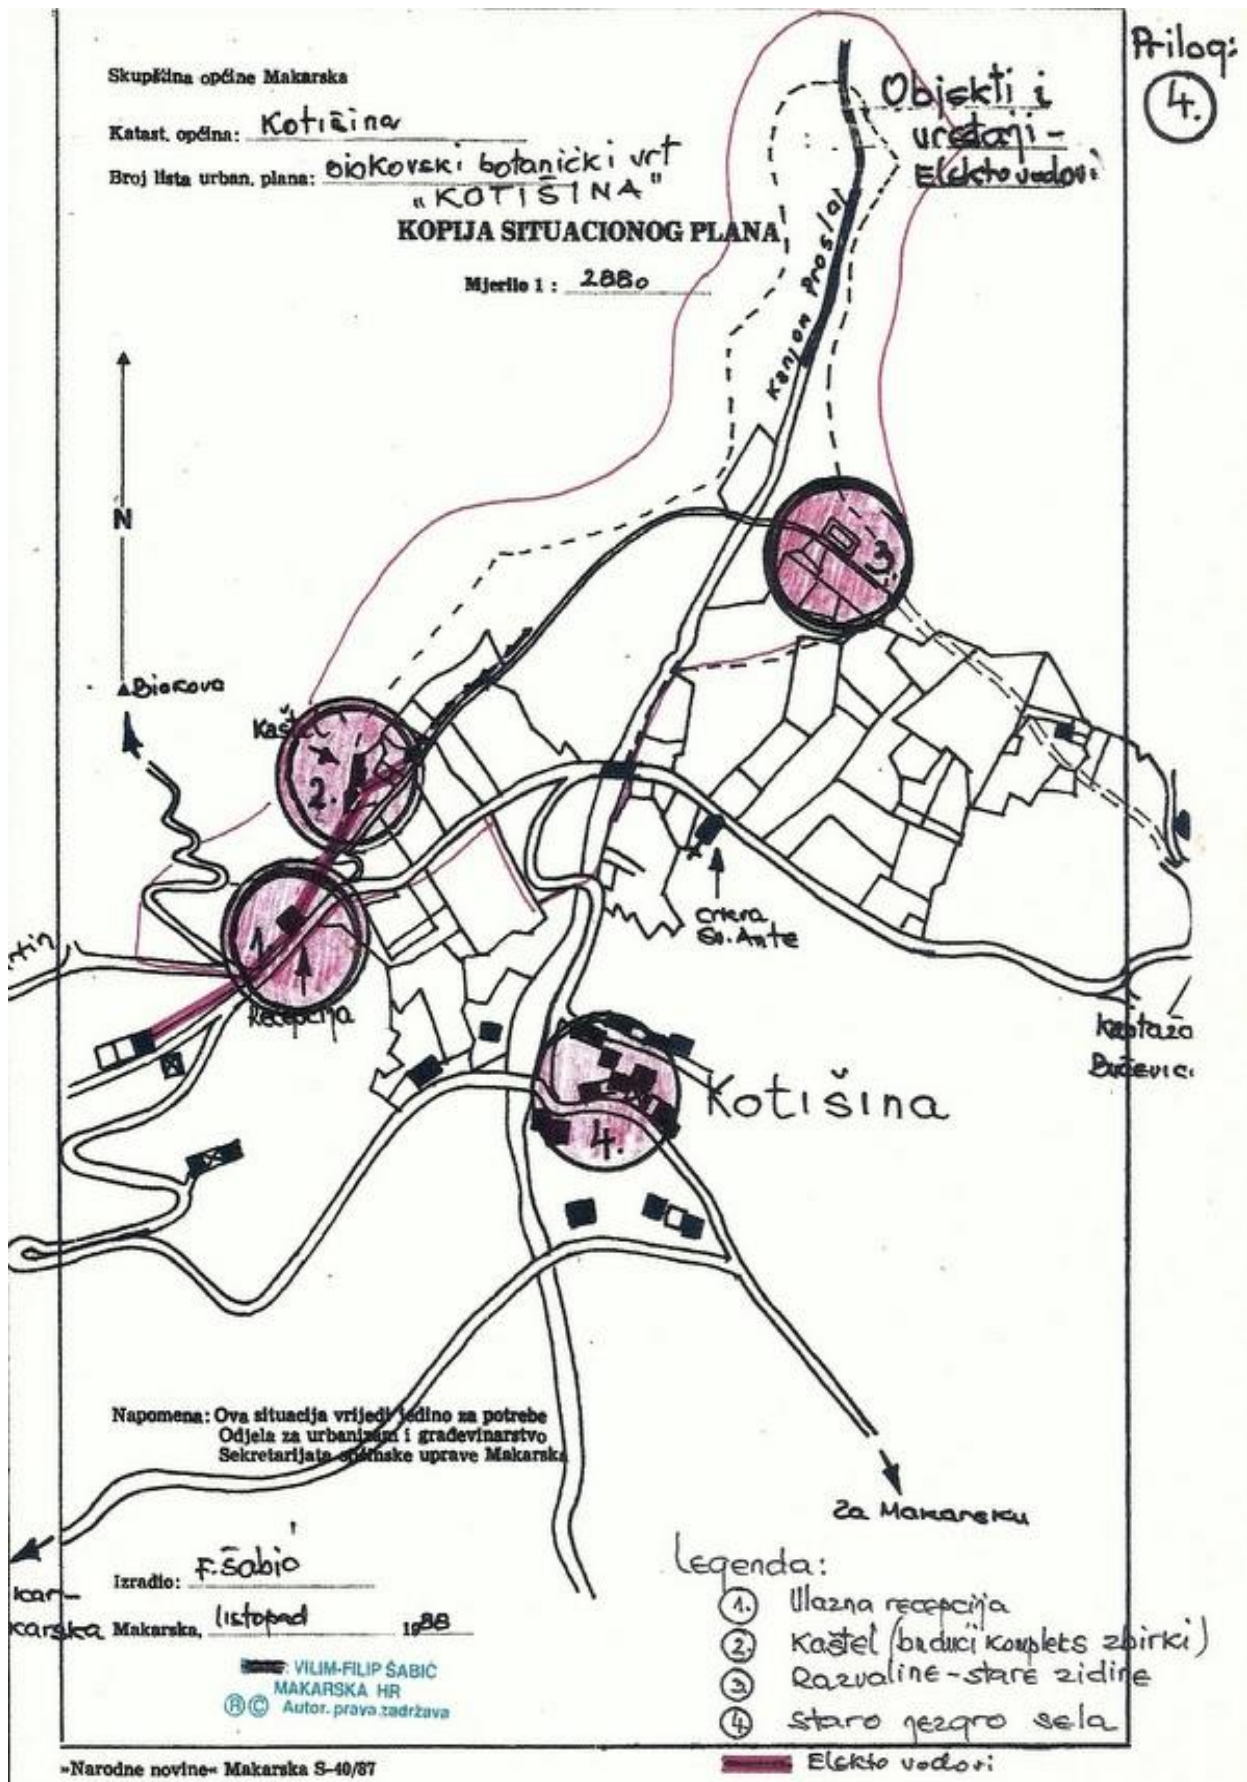 Prilog:
4.
Objekti i
uređaji -
Elekto vodovi
Skupština općine Makarska
Katast. općina: Kotišina
Broj lista urban. plana: Biokovski botanički vrt
"KOTIŠINA"
KOPIJA SITUACIONOG PLANA
Mjerilo 1 : 2880
Kanjon Proslap
N
3.
Biokovo
Kaštel
2.
1.
Recepcija
crkva
Sv. Ante
Kotišina
4.
Napomena: Ova situacija vrijedi jedino za potrebe
Odjela za urbanizam i građevinarstvo
Sekretarijata općinske uprave Makarska
Za Makarsku
Izradio: F. Šabić
Makarska, listopad 1988
VILIM-FILIP ŠABIĆ
MAKARSKA HR
® © Autor. prava zadržava
Legenda:
1. Ulazna recepcija
2. Kaštel (budući kompleks zbirki)
3. Razvaline - stare zidine
4. Staro jezgro sela
Elekto vodovi
»Narodne novine« Makarska S-40/87